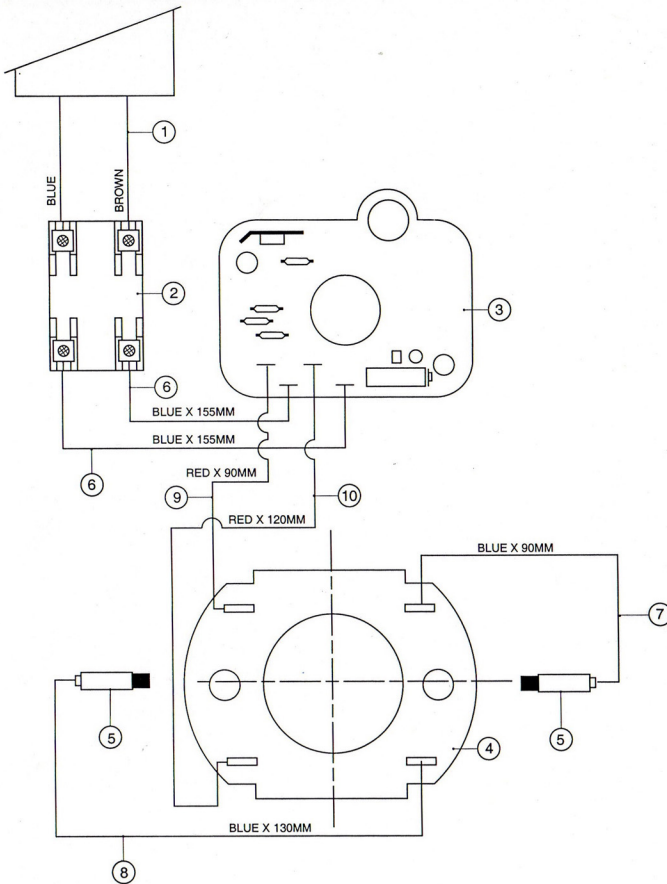 1
BLUE
BROWN
2
3
6
BLUE X 155MM
BLUE X 155MM
6
RED X 90MM
9
10
RED X 120MM
BLUE X 90MM
7
5
5
4
BLUE X 130MM
8